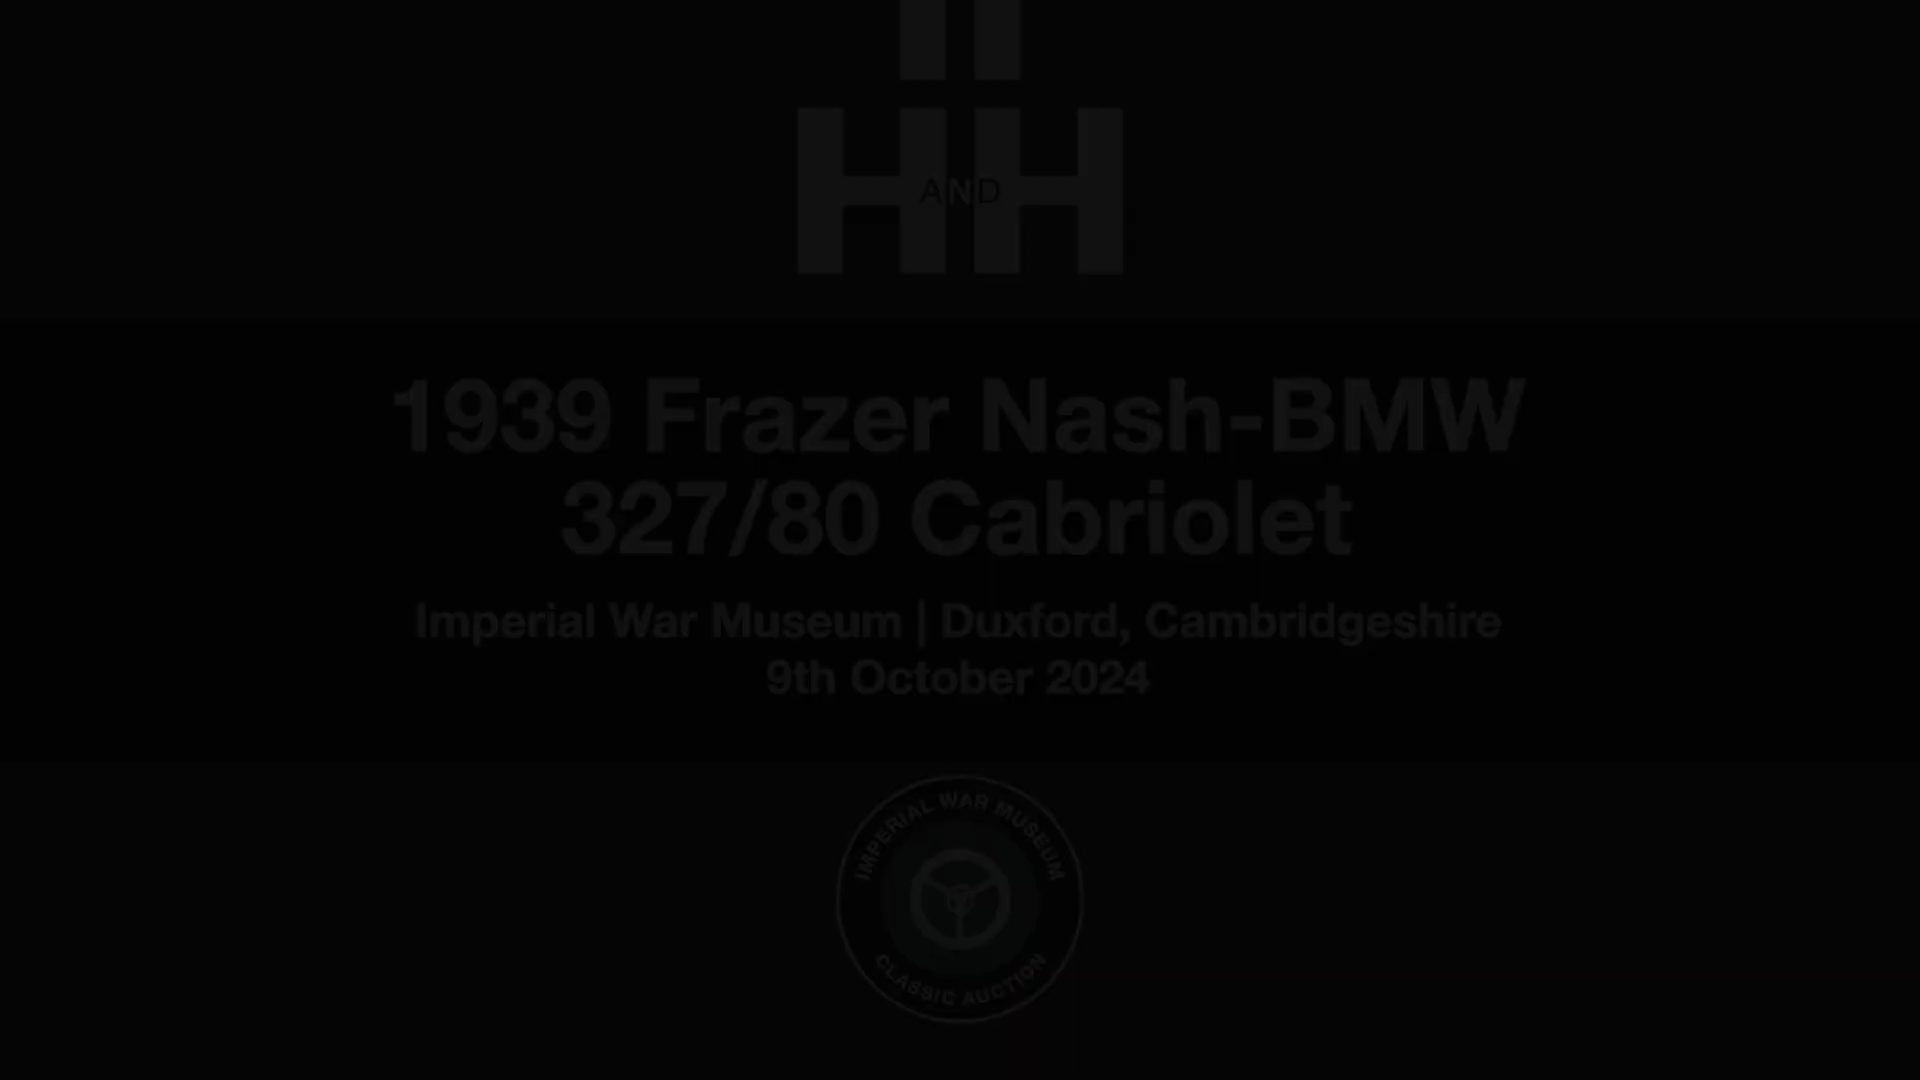 H AND H
1939 Frazer Nash-BMW
327/80 Cabriolet
Imperial War Museum | Duxford, Cambridgeshire
9th October 2024
IMPERIAL WAR MUSEUM
CLASSIC AUCTION